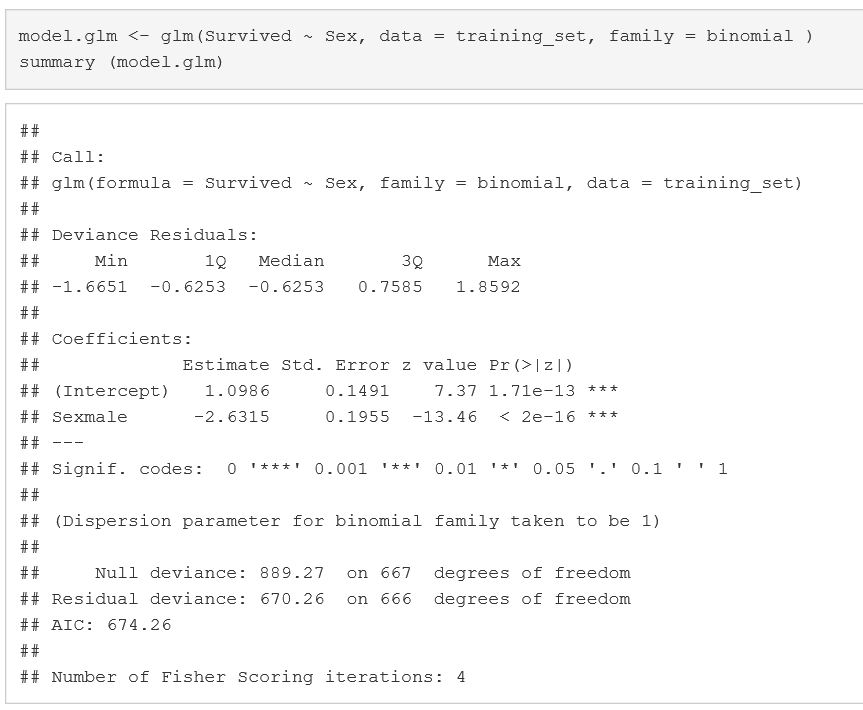 model.glm <- glm(Survived ~ Sex, data = training_set, family = binomial )
summary (model.glm)
##
## Call:
## glm(formula = Survived ~ Sex, family = binomial, data = training_set)
##
## Deviance Residuals:
##     Min       1Q   Median       3Q      Max
## -1.6651  -0.6253  -0.6253   0.7585   1.8592
##
## Coefficients:
##             Estimate Std. Error z value Pr(>|z|)
## (Intercept)   1.0986     0.1491    7.37 1.71e-13 ***
## Sexmale      -2.6315     0.1955  -13.46  < 2e-16 ***
## ---
## Signif. codes:  0 '***' 0.001 '**' 0.01 '*' 0.05 '.' 0.1 ' ' 1
##
## (Dispersion parameter for binomial family taken to be 1)
##
##     Null deviance: 889.27  on 667  degrees of freedom
## Residual deviance: 670.26  on 666  degrees of freedom
## AIC: 674.26
##
## Number of Fisher Scoring iterations: 4